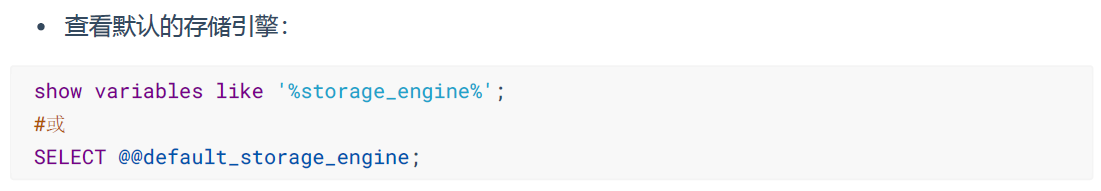 • 查看默认的存储引擎：
show variables like '%storage_engine%';
#或
SELECT @@default_storage_engine;